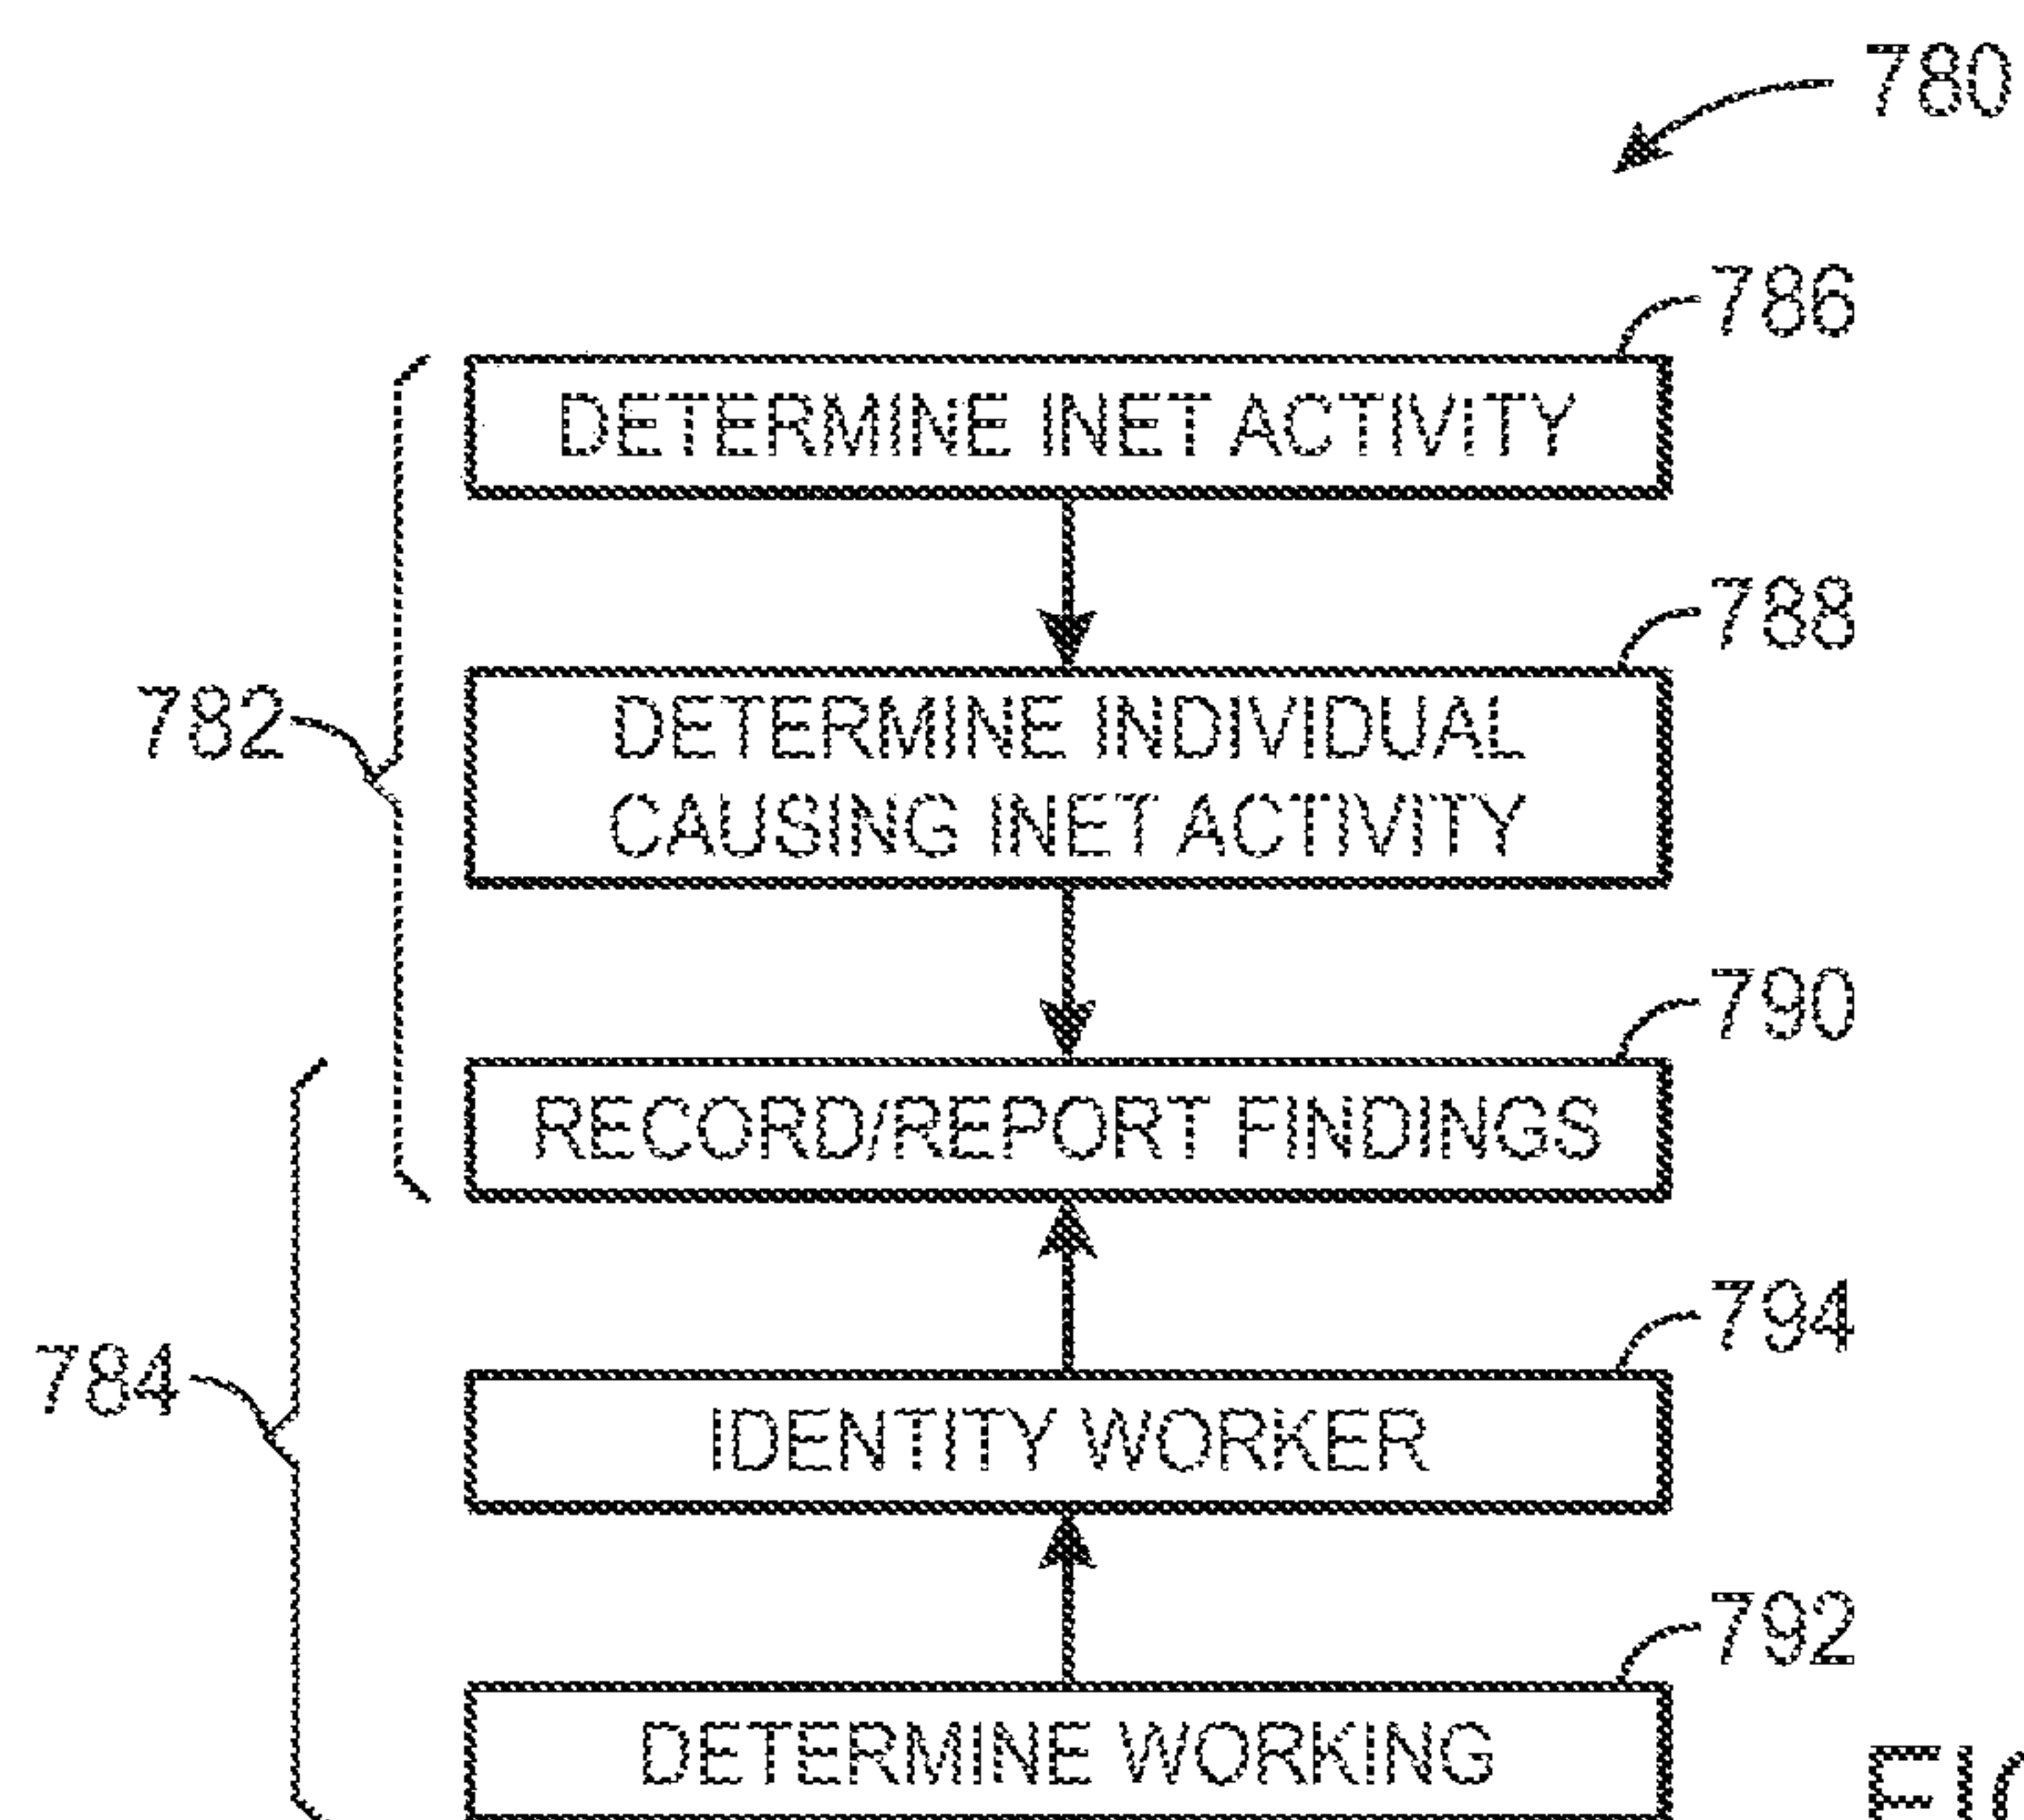 780
786
DETERMINE INET ACTIVITY
788
DETERMINE INDIVIDUAL
CAUSING INET ACTIVITY
782
790
RECORD/REPORT FINDINGS
794
784
IDENTITY WORKER
792
DETERMINE WORKING